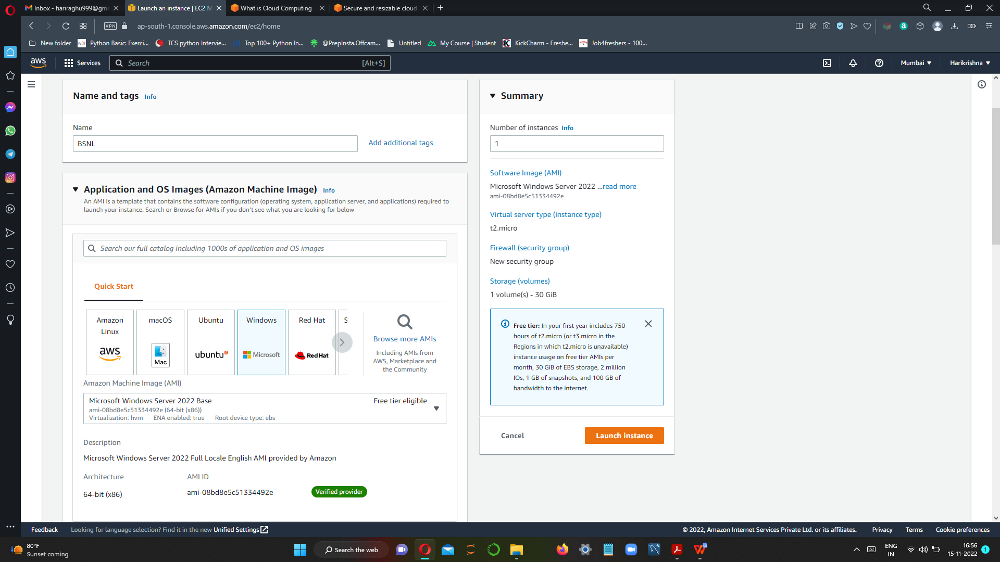 Inbox - hariraghu999@gma
Launch an instance | EC2 M
What is Cloud Computing
Secure and resizable cloud
VPN
ap-south-1.console.aws.amazon.com/ec2/home
New folder
Python Basic: Exerci...
TCS python Intervie...
Top 100+ Python In...
@PrepInsta.Offcam...
Untitled
My Course | Student
KickCharm - Freshe...
Job4freshers - 100...
aws
Services
Search
[Alt+S]
Mumbai
Harikrishna
Name and tags Info
Name
BSNL
Add additional tags
Application and OS Images (Amazon Machine Image) Info
An AMI is a template that contains the software configuration (operating system, application server, and applications) required to
launch your instance. Search or Browse for AMIs if you don't see what you are looking for below
Search our full catalog including 1000s of application and OS images
Quick Start
Amazon
Linux
aws
macOS
Mac
Ubuntu
ubuntu
Windows
Microsoft
Red Hat
Red Hat
S
Browse more AMIs
Including AMIs from
AWS, Marketplace and
the Community
Amazon Machine Image (AMI)
Microsoft Windows Server 2022 Base
Free tier eligible
ami-08bd8e5c51334492e (64-bit (x86))
Virtualization: hvm ENA enabled: true Root device type: ebs
Description
Microsoft Windows Server 2022 Full Locale English AMI provided by Amazon
Architecture
AMI ID
64-bit (x86)
ami-08bd8e5c51334492e
Verified provider
Summary
Number of instances Info
1
Software Image (AMI)
Microsoft Windows Server 2022 ...read more
ami-08bd8e5c51334492e
Virtual server type (instance type)
t2.micro
Firewall (security group)
New security group
Storage (volumes)
1 volume(s) - 30 GiB
Free tier: In your first year includes 750
hours of t2.micro (or t3.micro in the
Regions in which t2.micro is unavailable)
instance usage on free tier AMIs per
month, 30 GiB of EBS storage, 2 million
IOs, 1 GB of snapshots, and 100 GB of
bandwidth to the internet.
Cancel
Launch instance
Feedback
Looking for language selection? Find it in the new Unified Settings
© 2022, Amazon Internet Services Private Ltd. or its affiliates.
Privacy
Terms
Cookie preferences
80°F
Sunset coming
Search the web
ENG
IN
16:56
15-11-2022
1